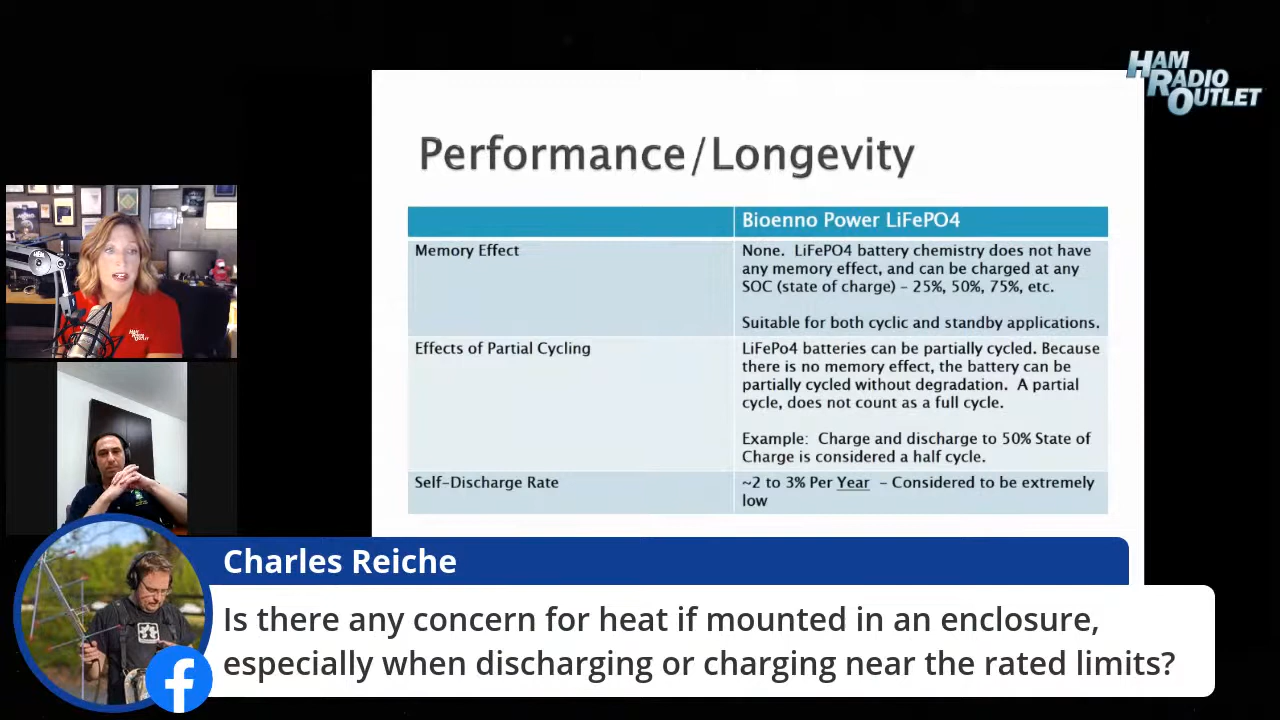 HAM
RADIO
OUTLET
Performance/Longevity
Bioenno Power LiFePO4
Memory Effect
None.  LiFePO4 battery chemistry does not have
any memory effect, and can be charged at any
SOC (state of charge) – 25%, 50%, 75%, etc.
Suitable for both cyclic and standby applications.
Effects of Partial Cycling
LiFePo4 batteries can be partially cycled. Because
there is no memory effect, the battery can be
partially cycled without degradation.  A partial
cycle, does not count as a full cycle.
Example:  Charge and discharge to 50% State of
Charge is considered a half cycle.
Self-Discharge Rate
~2 to 3% Per Year  – Considered to be extremely
low
Charles Reiche
Is there any concern for heat if mounted in an enclosure,
especially when discharging or charging near the rated limits?